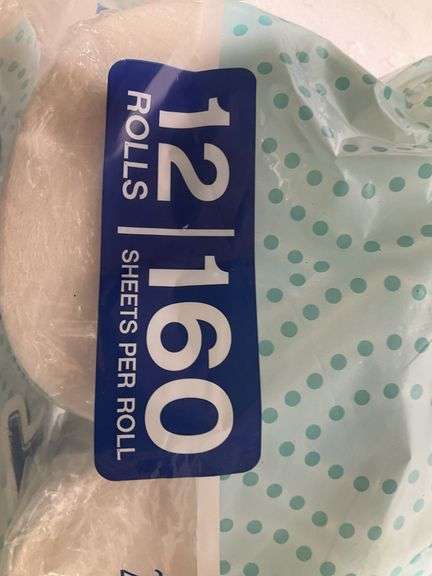 12 | 160
ROLLS SHEETS PER ROLL